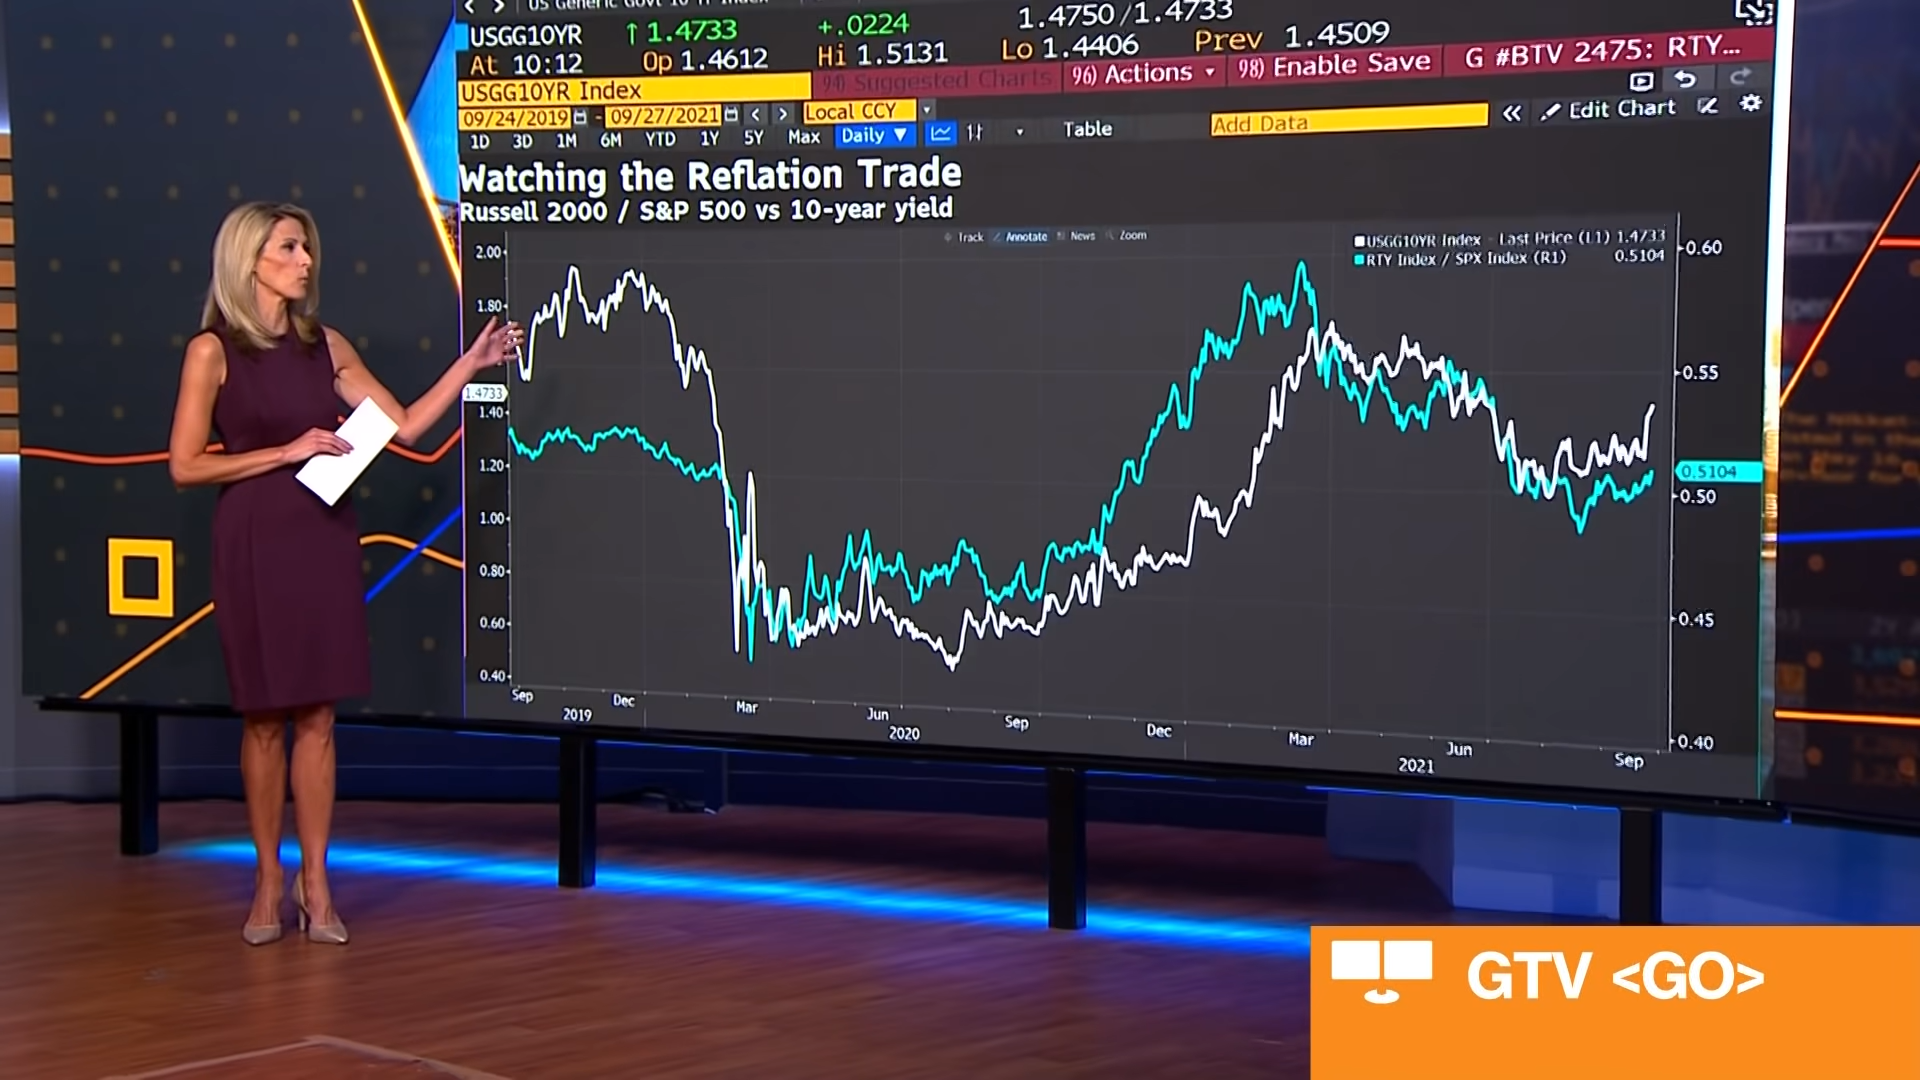 US Generic Govt 10 Yr Index
USGG10YR ↑ 1.4733 +.0224 1.4750 / 1.4733
At 10:12 Op 1.4612 Hi 1.5131 Lo 1.4406 Prev 1.4509
USGG10YR Index 94) Suggested Charts 96) Actions 98) Enable Save G #BTV 2475: RTY...
09/24/2019 - 09/27/2021 < > Local CCY Add Data « Edit Chart
1D 3D 1M 6M YTD 1Y 5Y Max Daily ▼ Table
Watching the Reflation Trade
Russell 2000 / S&P 500 vs 10-year yield
Track Annotate News Zoom
USGG10YR Index - Last Price (L1) 1.4733
RTY Index / SPX Index (R1) 0.5104
2.00
1.80
1.4733
1.40
1.20
1.00
0.80
0.60
0.40
0.60
0.55
0.5104
0.50
0.45
0.40
Sep Dec Mar Jun Sep Dec Mar Jun Sep
2019 2020 2021
GTV <GO>